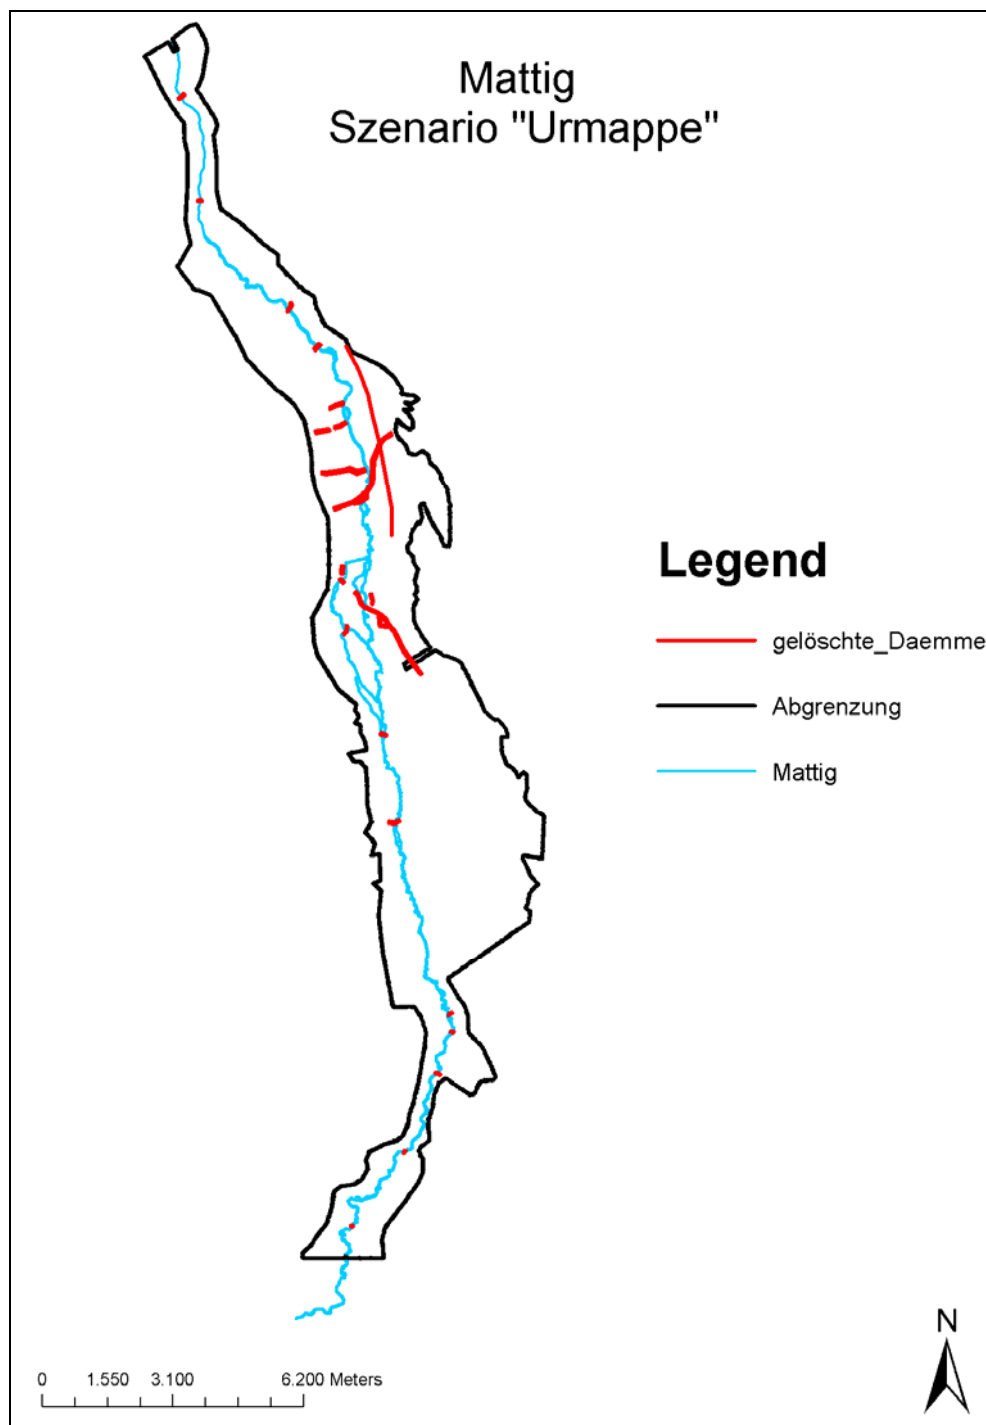 Mattig
Szenario "Urmappe"
Legend
gelöschte_Daemme
Abgrenzung
Mattig
N
0 1.550 3.100 6.200 Meters